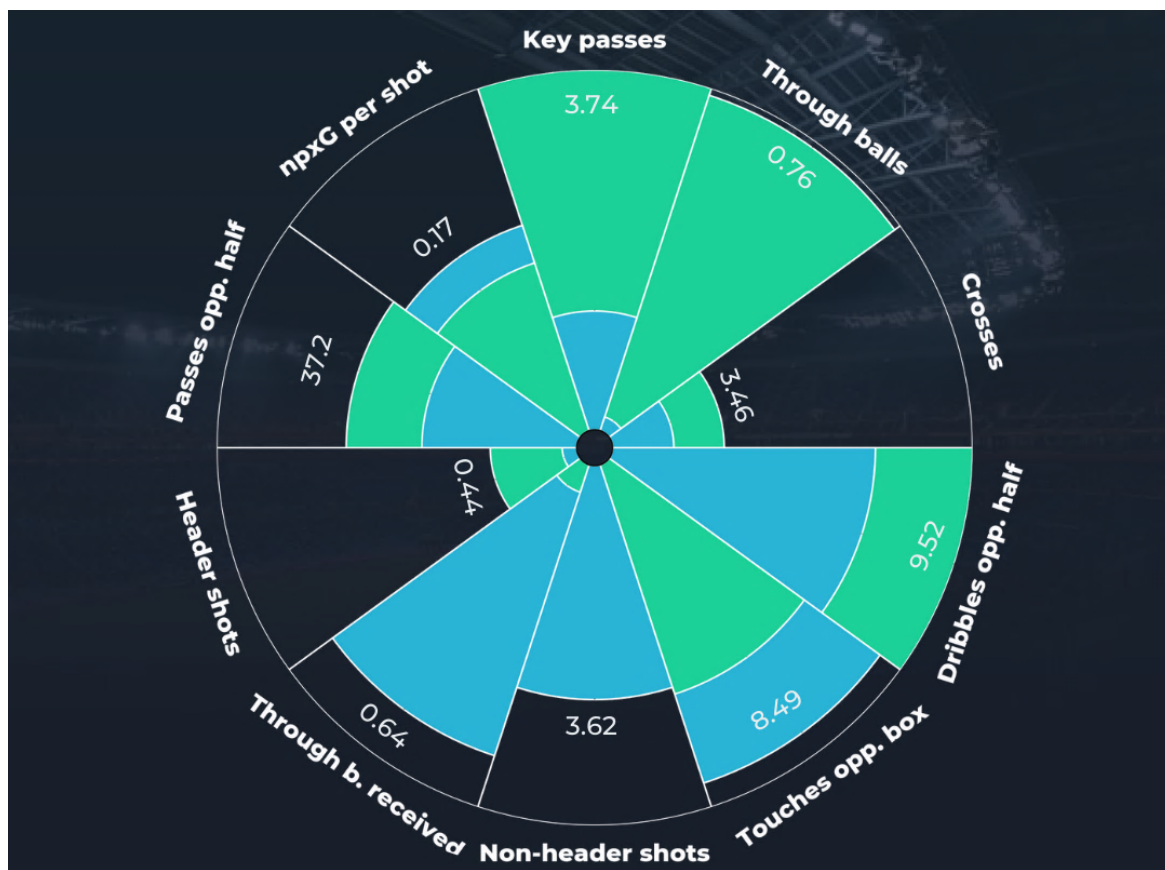 Key passes
3.74
Through balls
0.76
Crosses
3.46
Dribbles opp. half
9.52
Touches opp. box
8.49
Non-header shots
3.62
Through b. received
0.64
Header shots
0.44
Passes opp. half
37.2
npxG per shot
0.17